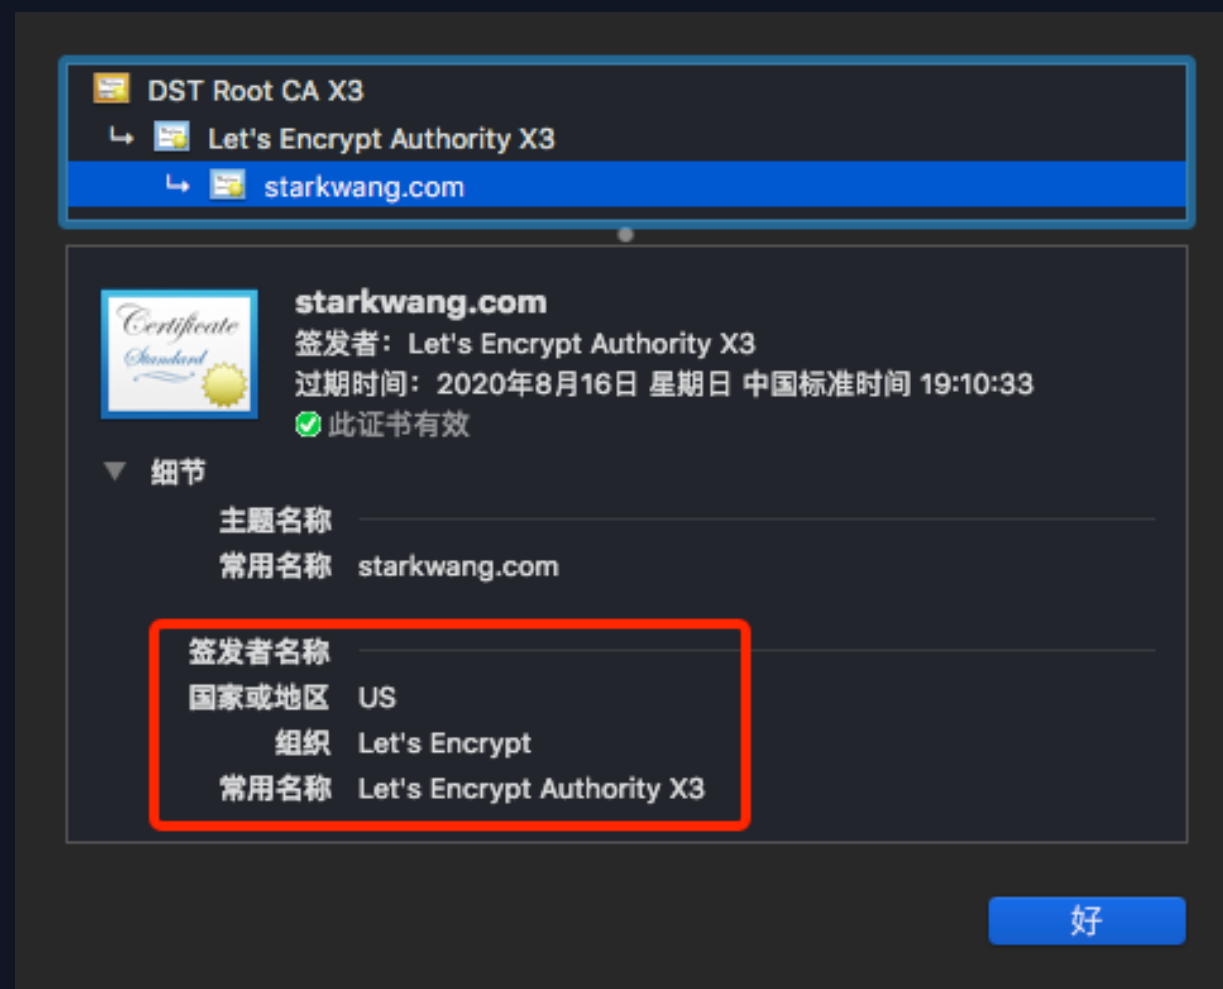 DST Root CA X3
Let's Encrypt Authority X3
starkwang.com
Certificate
Standard
starkwang.com
签发者：Let's Encrypt Authority X3
过期时间：2020年8月16日 星期日 中国标准时间 19:10:33
此证书有效
细节
主题名称
常用名称 starkwang.com
签发者名称
国家或地区 US
组织 Let's Encrypt
常用名称 Let's Encrypt Authority X3
好